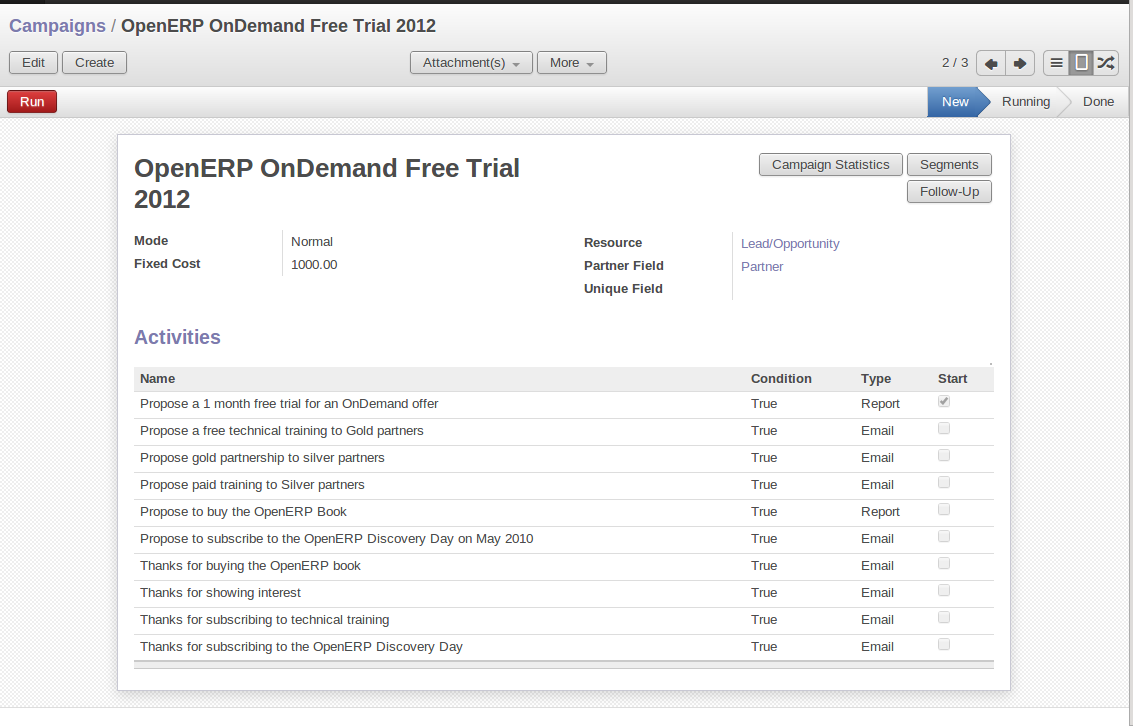 Campaigns / OpenERP OnDemand Free Trial 2012
Edit Create Attachment(s) More 2 / 3
Run New Running Done
OpenERP OnDemand Free Trial
2012
Campaign Statistics Segments
Follow-Up
Mode Normal
Fixed Cost 1000.00
Resource Lead/Opportunity
Partner Field Partner
Unique Field
Activities
Name Condition Type Start
Propose a 1 month free trial for an OnDemand offer True Report
Propose a free technical training to Gold partners True Email
Propose gold partnership to silver partners True Email
Propose paid training to Silver partners True Email
Propose to buy the OpenERP Book True Report
Propose to subscribe to the OpenERP Discovery Day on May 2010 True Email
Thanks for buying the OpenERP book True Email
Thanks for showing interest True Email
Thanks for subscribing to technical training True Email
Thanks for subscribing to the OpenERP Discovery Day True Email